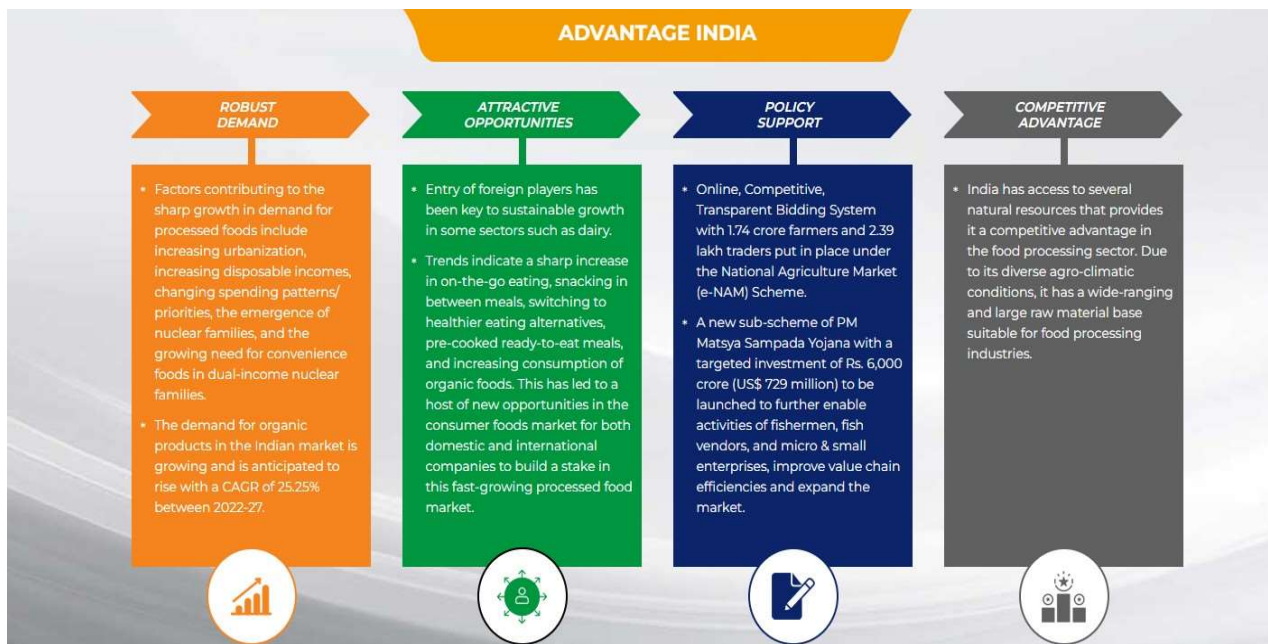 ADVANTAGE INDIA
ROBUST
DEMAND
* Factors contributing to the
sharp growth in demand for
processed foods include
increasing urbanization,
increasing disposable incomes,
changing spending patterns/
priorities, the emergence of
nuclear families, and the
growing need for convenience
foods in dual-income nuclear
families.
* The demand for organic
products in the Indian market is
growing and is anticipated to
rise with a CAGR of 25.25%
between 2022-27.
ATTRACTIVE
OPPORTUNITIES
* Entry of foreign players has
been key to sustainable growth
in some sectors such as dairy.
* Trends indicate a sharp increase
in on-the-go eating, snacking in
between meals, switching to
healthier eating alternatives,
pre-cooked ready-to-eat meals,
and increasing consumption of
organic foods. This has led to a
host of new opportunities in the
consumer foods market for both
domestic and international
companies to build a stake in
this fast-growing processed food
market.
POLICY
SUPPORT
* Online, Competitive,
Transparent Bidding System
with 1.74 crore farmers and 2.39
lakh traders put in place under
the National Agriculture Market
(e-NAM) Scheme.
* A new sub-scheme of PM
Matsya Sampada Yojana with a
targeted investment of Rs. 6,000
crore (US$ 729 million) to be
launched to further enable
activities of fishermen, fish
vendors, and micro & small
enterprises, improve value chain
efficiencies and expand the
market.
COMPETITIVE
ADVANTAGE
* India has access to several
natural resources that provides
it a competitive advantage in
the food processing sector. Due
to its diverse agro-climatic
conditions, it has a wide-ranging
and large raw material base
suitable for food processing
industries.